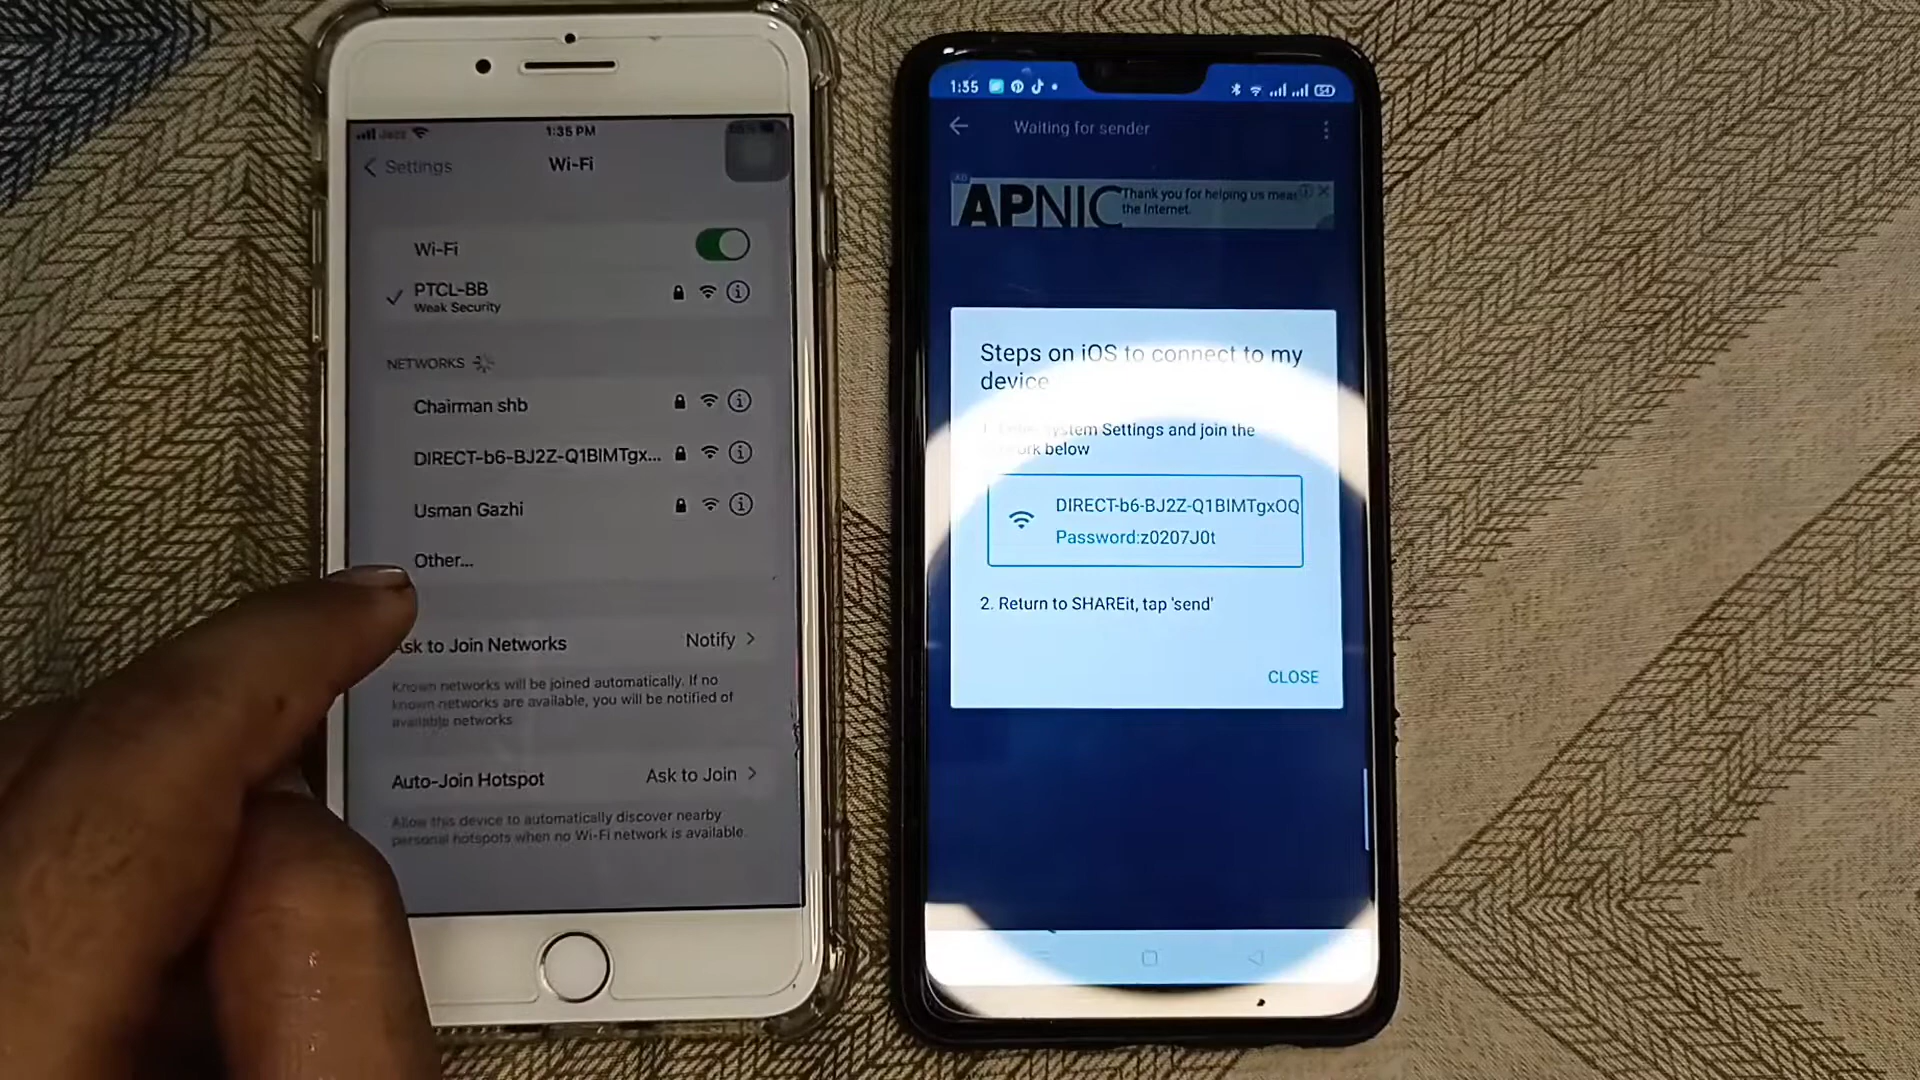 Jazz
1:35 PM
Settings
Wi-Fi
Wi-Fi
PTCL-BB
Weak Security
NETWORKS
Chairman shb
DIRECT-b6-BJ2Z-Q1BIMTgx...
Usman Gazhi
Other...
Ask to Join Networks
Notify
Known networks will be joined automatically. If no
known networks are available, you will be notified of
available networks
Auto-Join Hotspot
Ask to Join
Allow this device to automatically discover nearby
personal hotspots when no Wi-Fi network is available.
1:35
54
Waiting for sender
AD
APNIC
Thank you for helping us meas
the Internet.
Steps on iOS to connect to my
device
1. system Settings and join the
below
DIRECT-b6-BJ2Z-Q1BIMTgxOQ
Password:z0207J0t
2. Return to SHAREit, tap 'send'
CLOSE